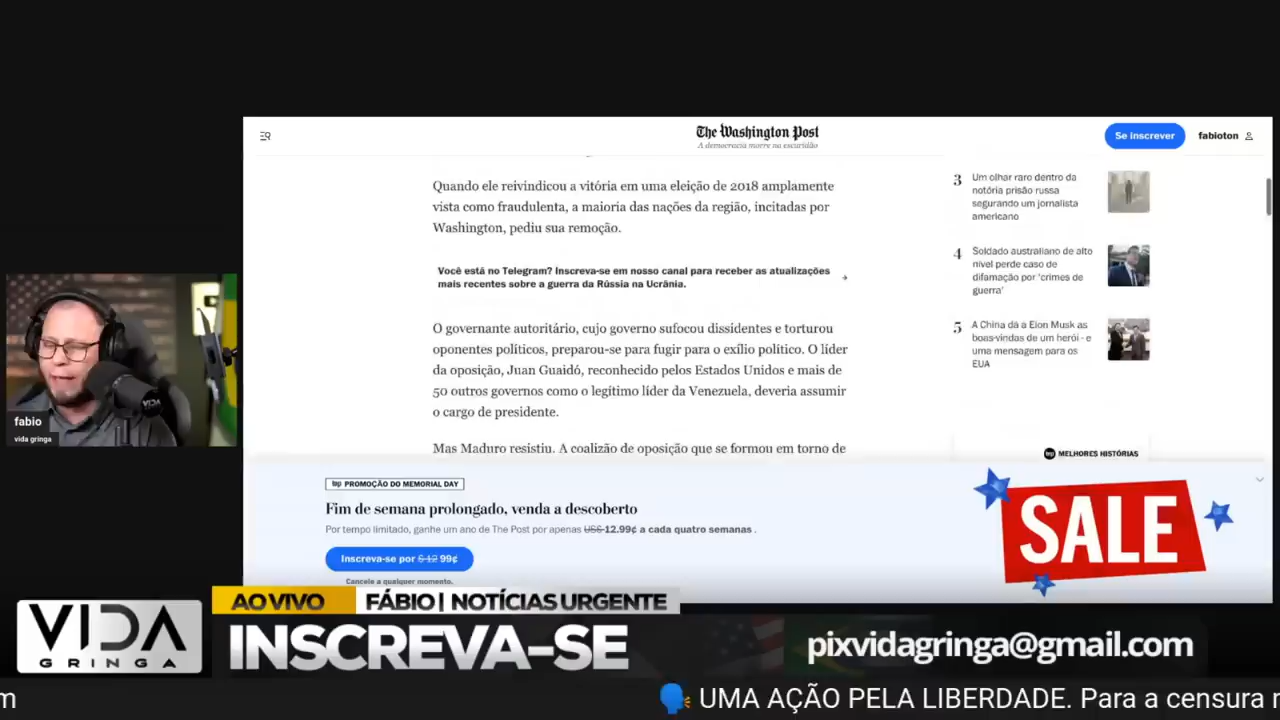 The Washington Post
A democracia morre na escuridão
Se inscrever
fabioton
Quando ele reivindicou a vitória em uma eleição de 2018 amplamente
vista como fraudulenta, a maioria das nações da região, incitadas por
Washington, pediu sua remoção.
Você está no Telegram? Inscreva-se em nosso canal para receber as atualizações
mais recentes sobre a guerra da Rússia na Ucrânia.
O governante autoritário, cujo governo sufocou dissidentes e torturou
oponentes políticos, preparou-se para fugir para o exílio político. O líder
da oposição, Juan Guaidó, reconhecido pelos Estados Unidos e mais de
50 outros governos como o legítimo líder da Venezuela, deveria assumir
o cargo de presidente.
Mas Maduro resistiu. A coalizão de oposição que se formou em torno de
3
Um olhar raro dentro da
notória prisão russa
segurando um jornalista
americano
4
Soldado australiano de alto
nível perde caso de
difamação por 'crimes de
guerra'
5
A China dá a Elon Musk as
boas-vindas de um herói - e
uma mensagem para os
EUA
wp MELHORES HISTÓRIAS
wp PROMOÇÃO DO MEMORIAL DAY
Fim de semana prolongado, venda a descoberto
Por tempo limitado, ganhe um ano de The Post por apenas US$ 12.99¢ a cada quatro semanas .
Inscreva-se por $ 12 99¢
Cancele a qualquer momento.
SALE
fabio
vida gringa
VIDA
GRINGA
AO VIVO
FÁBIO | NOTÍCIAS URGENTE
INSCREVA-SE
pixvidagringa@gmail.com
m
UMA AÇÃO PELA LIBERDADE. Para a censura